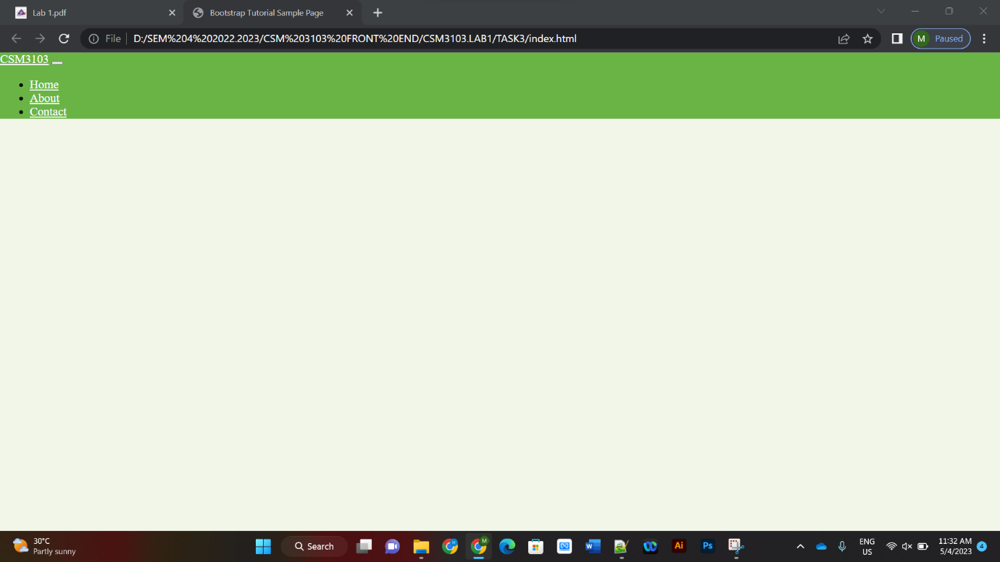 Lab 1.pdf
Bootstrap Tutorial Sample Page
File
D:/SEM%204%202022.2023/CSM%203103%20FRONT%20END/CSM3103.LAB1/TASK3/index.html
M Paused
CSM3103
Home
About
Contact
30°C
Partly sunny
Search
H
M
W
Ai
Ps
ENG
US
11:32 AM
5/4/2023
4